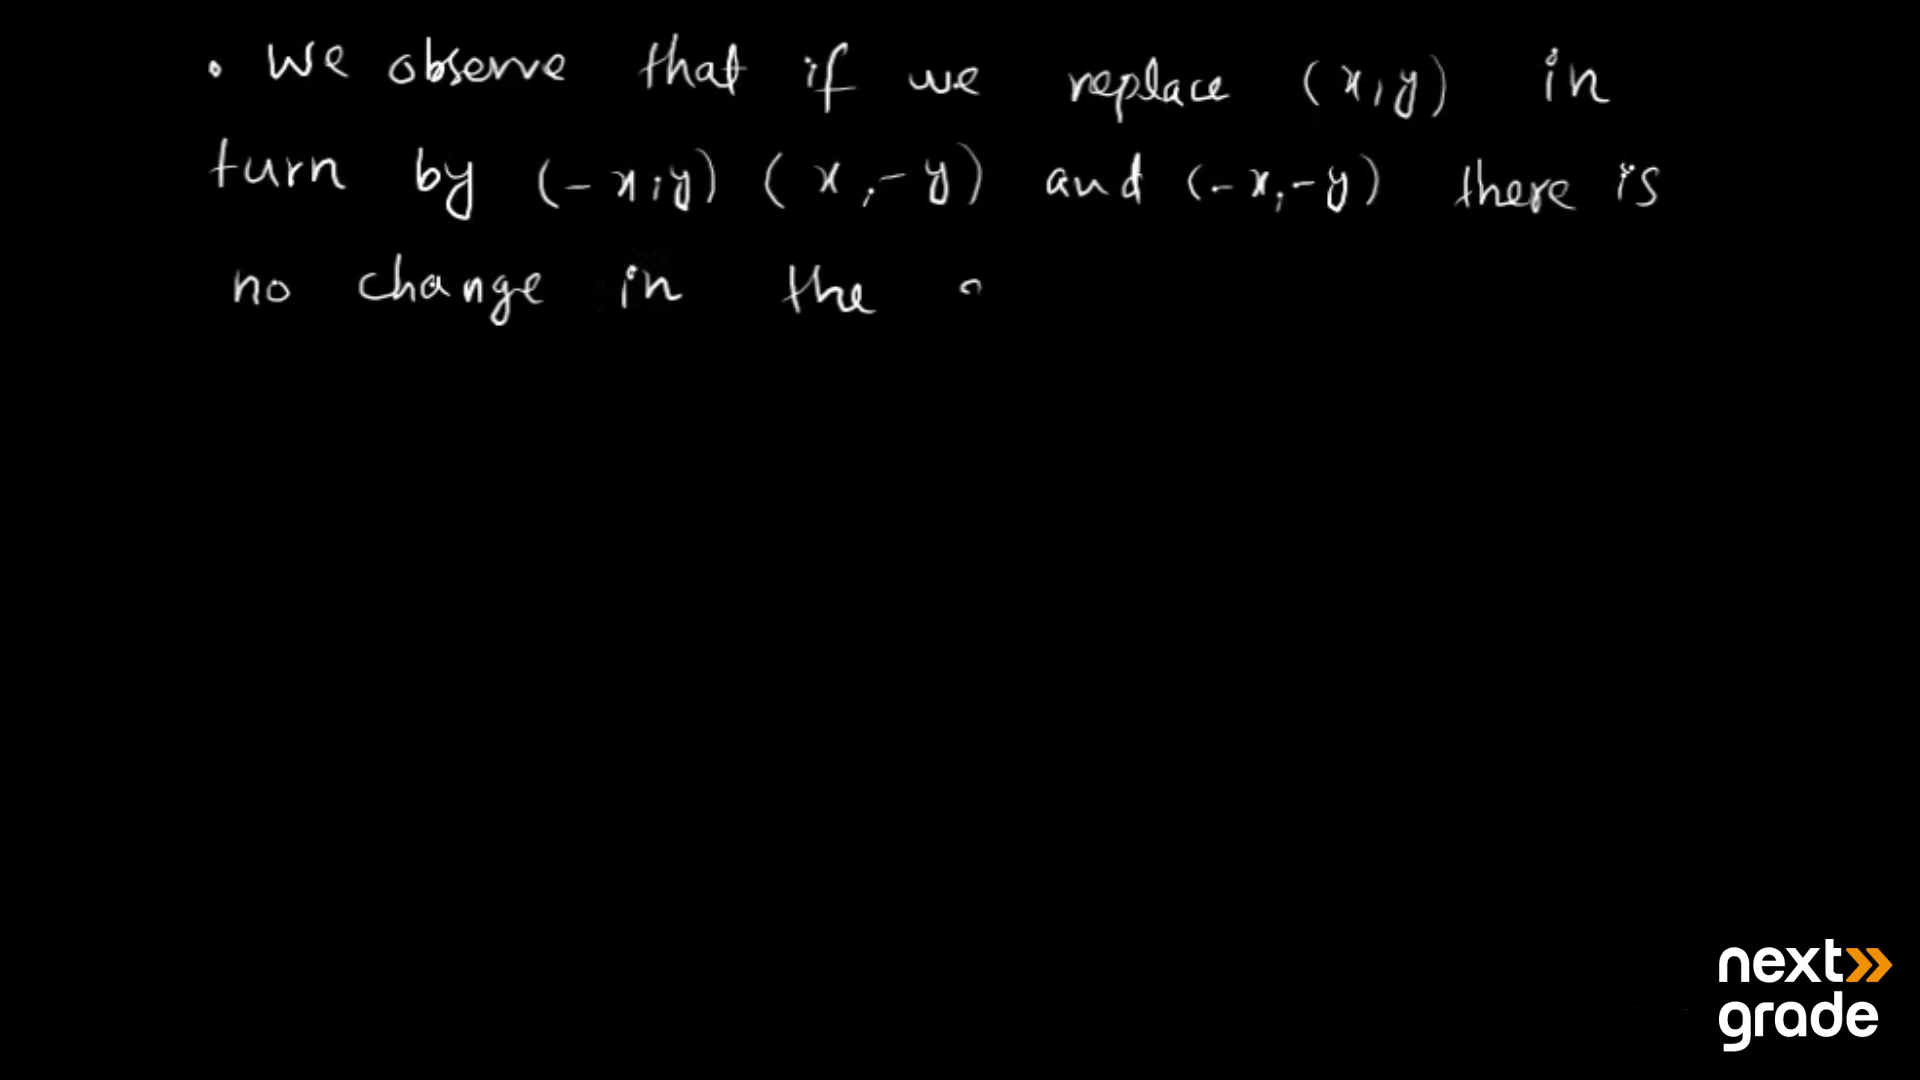 . We observe that if we replace (x,y) in
turn by (-x,y) (x,-y) and (-x,-y) there is
no change in the
next
grade